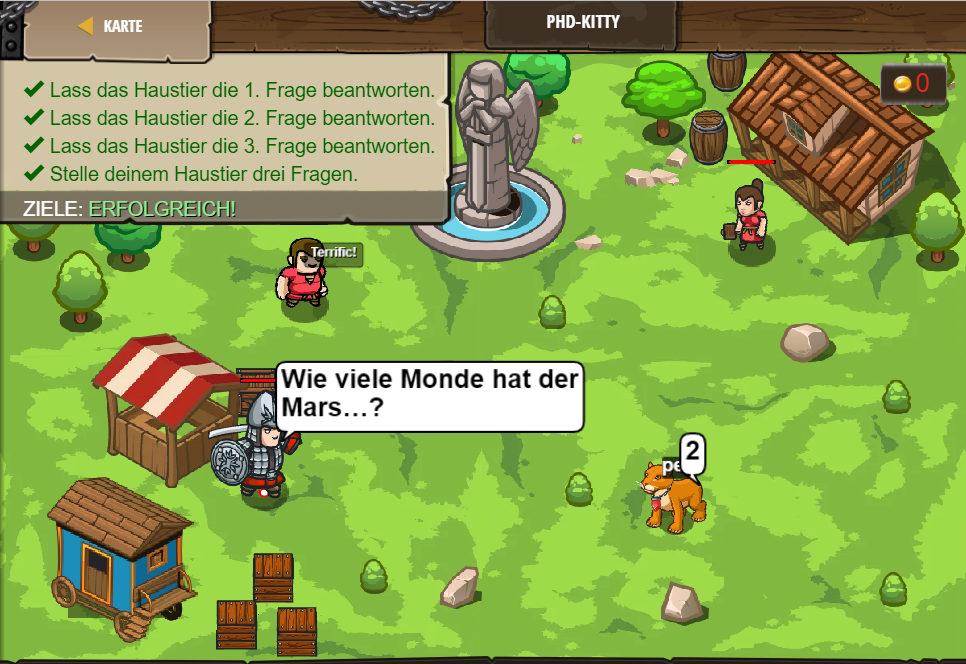 KARTE
PHD-KITTY
Lass das Haustier die 1. Frage beantworten.
Lass das Haustier die 2. Frage beantworten.
Lass das Haustier die 3. Frage beantworten.
Stelle deinem Haustier drei Fragen.
ZIELE: ERFOLGREICH!
0
Terrific!
Wie viele Monde hat der
Mars…?
2